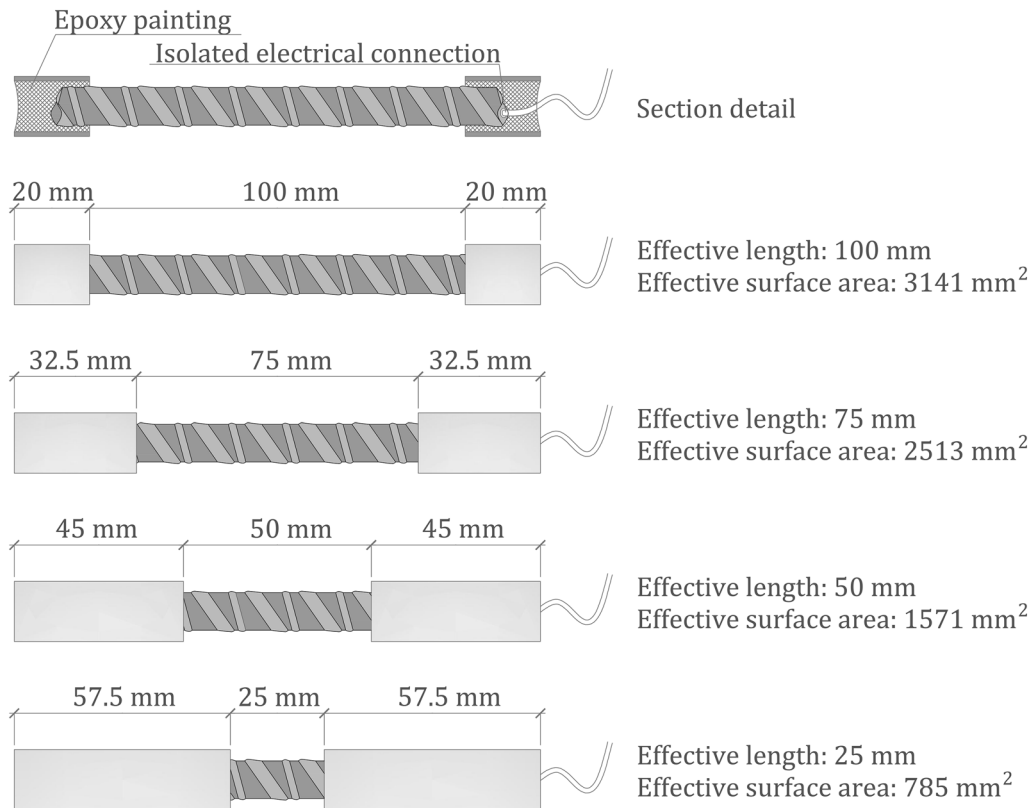 Epoxy painting
Isolated electrical connection
Section detail
20 mm 100 mm 20 mm
Effective length: 100 mm
Effective surface area: 3141 mm²
32.5 mm 75 mm 32.5 mm
Effective length: 75 mm
Effective surface area: 2513 mm²
45 mm 50 mm 45 mm
Effective length: 50 mm
Effective surface area: 1571 mm²
57.5 mm 25 mm 57.5 mm
Effective length: 25 mm
Effective surface area: 785 mm²